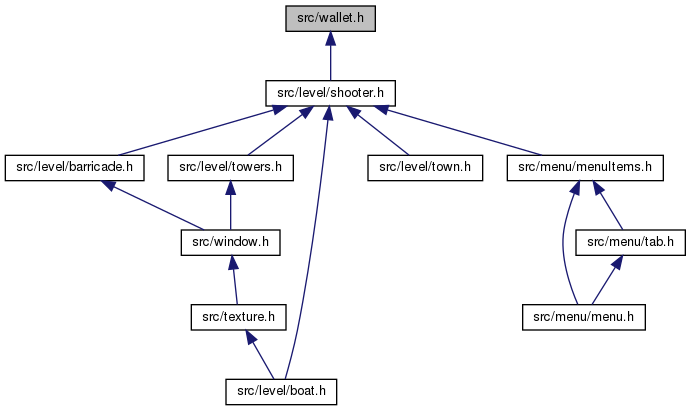 src/wallet.h
src/level/shooter.h
src/level/barricade.h
src/level/towers.h
src/level/town.h
src/menu/menuItems.h
src/window.h
src/menu/tab.h
src/texture.h
src/menu/menu.h
src/level/boat.h